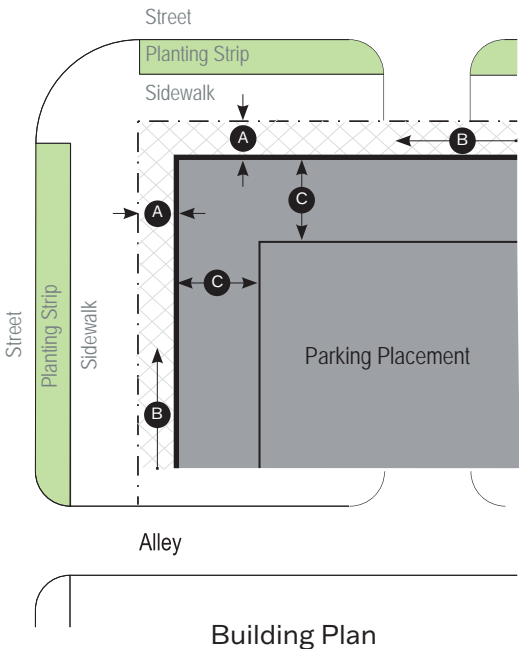 Street
Planting Strip
Sidewalk
A
B
C
A
C
Street
Planting Strip
Sidewalk
Parking Placement
B
Alley
Building Plan